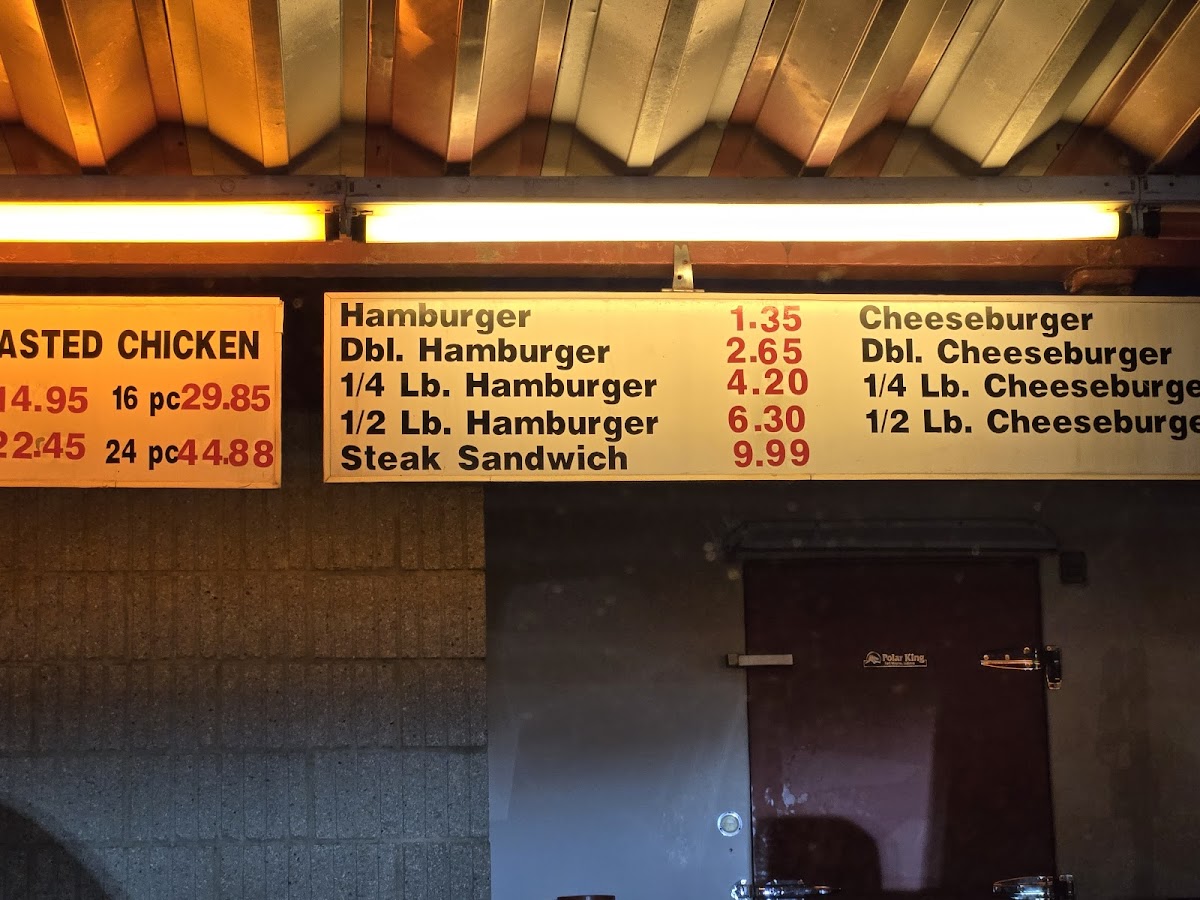 ASTED CHICKEN
14.95 16 pc 29.85
22.45 24 pc 44.88
Hamburger 1.35 Cheeseburger
Dbl. Hamburger 2.65 Dbl. Cheeseburger
1/4 Lb. Hamburger 4.20 1/4 Lb. Cheeseburge
1/2 Lb. Hamburger 6.30 1/2 Lb. Cheeseburge
Steak Sandwich 9.99
Polar King